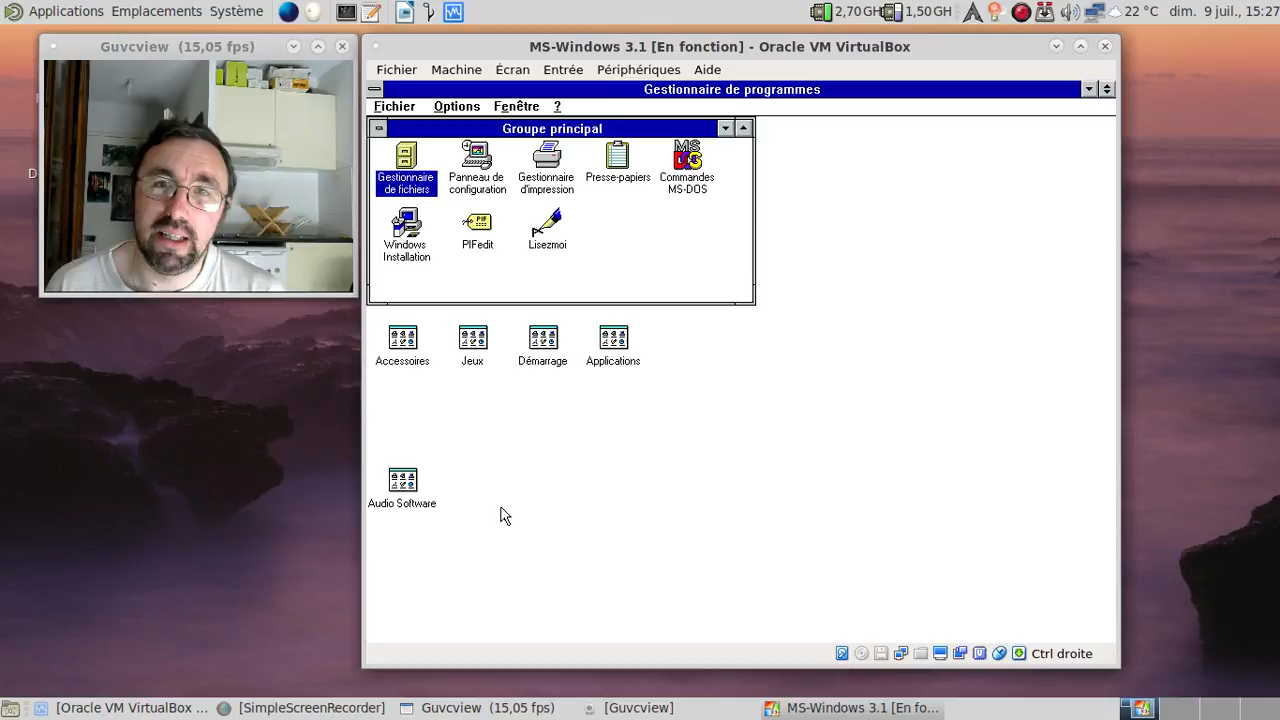 Applications Emplacements Système
2,70 GH 1,50 GH 22 °C dim. 9 juil., 15:27
Guvcview (15,05 fps)
MS-Windows 3.1 [En fonction] - Oracle VM VirtualBox
Fichier Machine Écran Entrée Périphériques Aide
Gestionnaire de programmes
Fichier Options Fenêtre ?
Groupe principal
Gestionnaire de fichiers
Panneau de configuration
Gestionnaire d'impression
Presse-papiers
MS DOS
Commandes MS-DOS
Windows Installation
PIF
PIFedit
Lisezmoi
D
Accessoires Jeux Démarrage Applications
Audio Software
Ctrl droite
[Oracle VM VirtualBox ... [SimpleScreenRecorder] Guvcview (15,05 fps) [Guvcview] MS-Windows 3.1 [En fo...